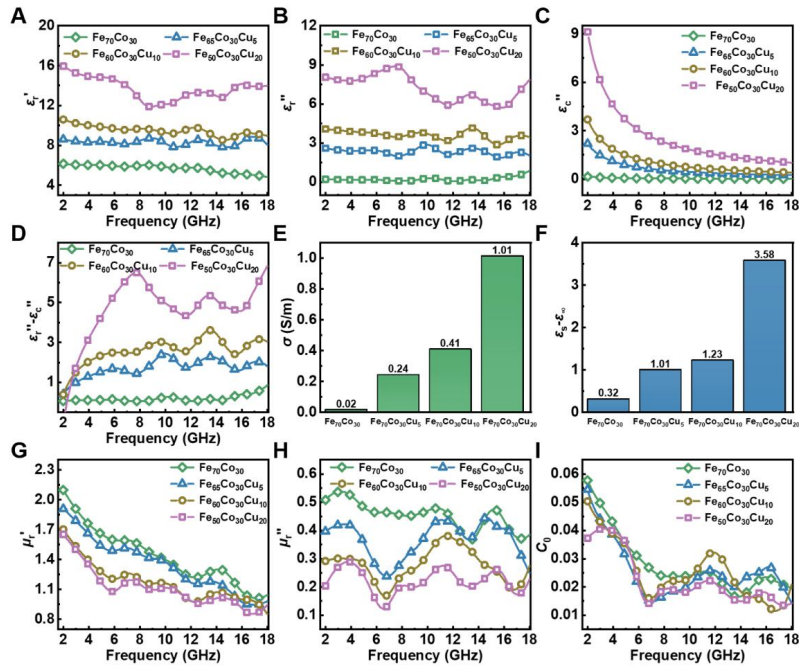 A
Fe70Co30
Fe65Co30Cu5
Fe60Co30Cu10
Fe50Co30Cu20
εr'
20
16
12
8
4
2 4 6 8 10 12 14 16 18
Frequency (GHz)
B
Fe70Co30
Fe65Co30Cu5
Fe60Co30Cu10
Fe50Co30Cu20
εr''
12
9
6
3
0
2 4 6 8 10 12 14 16 18
Frequency (GHz)
C
Fe70Co30
Fe65Co30Cu5
Fe60Co30Cu10
Fe50Co30Cu20
εc''
9
6
3
0
2 4 6 8 10 12 14 16 18
Frequency (GHz)
D
Fe70Co30
Fe65Co30Cu5
Fe60Co30Cu10
Fe50Co30Cu20
εr''-εc''
7
5
3
1
2 4 6 8 10 12 14 16 18
Frequency (GHz)
E
σ (S/m)
1.2
1.0
0.8
0.6
0.4
0.2
0.0
0.02
0.24
0.41
1.01
Fe70Co30
Fe70Co30Cu5
Fe70Co30Cu10
Fe70Co30Cu20
F
εs-ε∞
4
3
2
1
0
0.32
1.01
1.23
3.58
Fe70Co30
Fe70Co30Cu5
Fe70Co30Cu10
Fe70Co30Cu20
G
Fe70Co30
Fe65Co30Cu5
Fe60Co30Cu10
Fe50Co30Cu20
μr'
2.3
2.0
1.7
1.4
1.1
0.8
2 4 6 8 10 12 14 16 18
Frequency (GHz)
H
Fe70Co30
Fe65Co30Cu5
Fe60Co30Cu10
Fe50Co30Cu20
μr''
0.6
0.4
0.2
0.0
2 4 6 8 10 12 14 16 18
Frequency (GHz)
I
Fe70Co30
Fe65Co30Cu5
Fe60Co30Cu10
Fe50Co30Cu20
C0
0.06
0.05
0.04
0.03
0.02
0.01
2 4 6 8 10 12 14 16 18
Frequency (GHz)